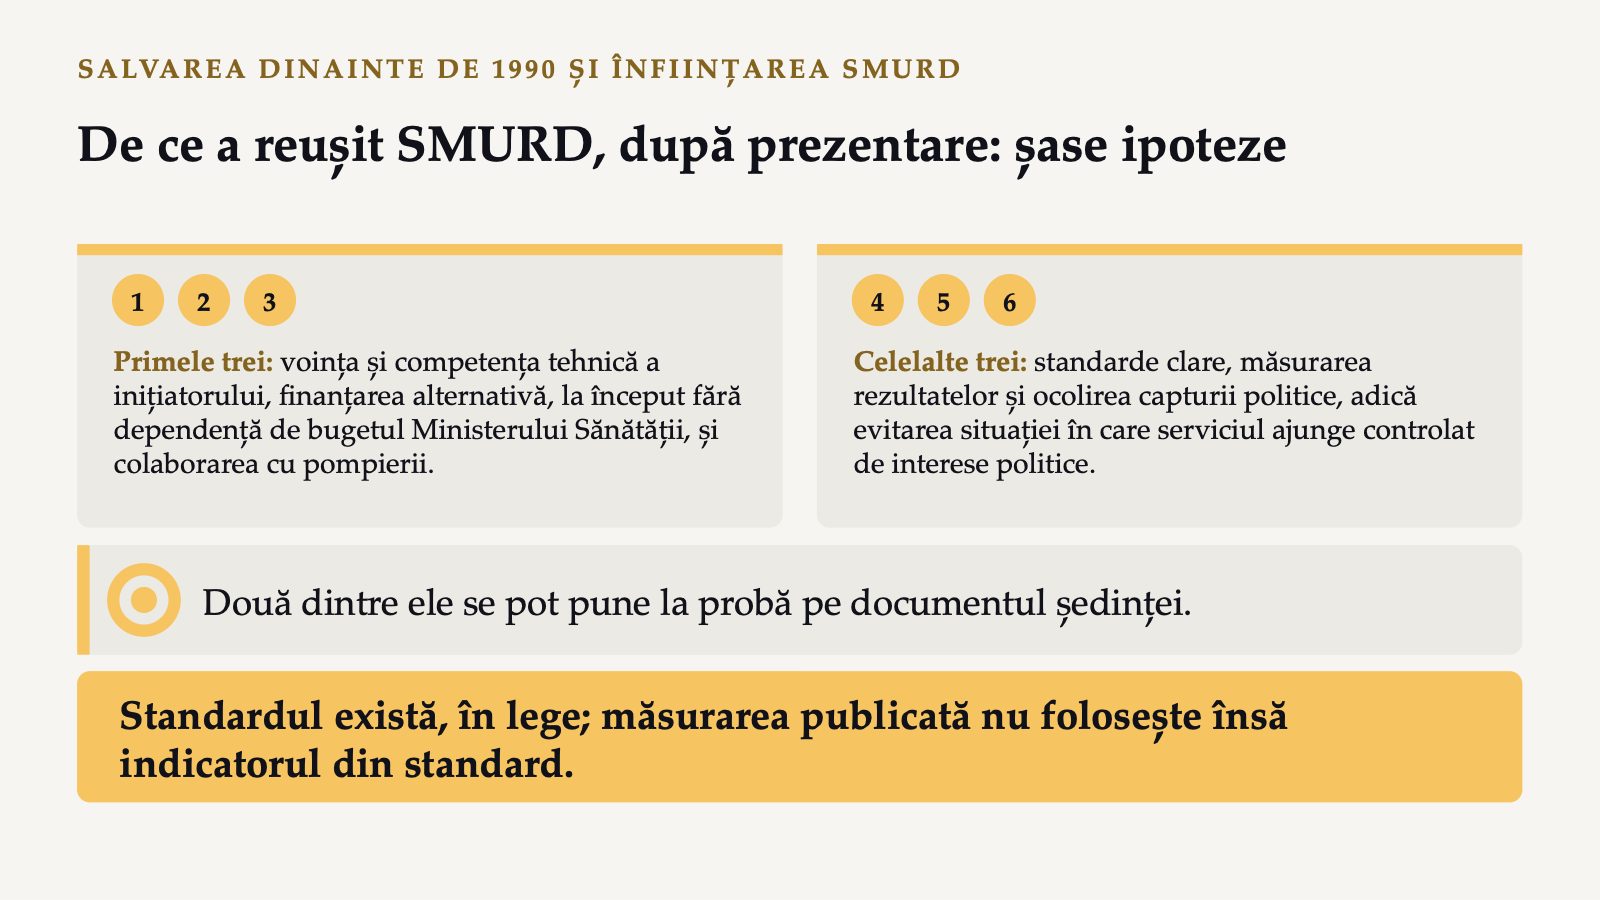 SALVAREA DINAINTE DE 1990 ȘI ÎNFIINȚAREA SMURD
De ce a reușit SMURD, după prezentare: șase ipoteze
1 2 3
Primele trei: voința și competența tehnică a
inițiatorului, finanțarea alternativă, la început fără
dependență de bugetul Ministerului Sănătății, și
colaborarea cu pompierii.
4 5 6
Celelalte trei: standarde clare, măsurarea
rezultatelor și ocolirea capturii politice, adică
evitarea situației în care serviciul ajunge controlat
de interese politice.
Două dintre ele se pot pune la probă pe documentul ședinței.
Standardul există, în lege; măsurarea publicată nu folosește însă
indicatorul din standard.